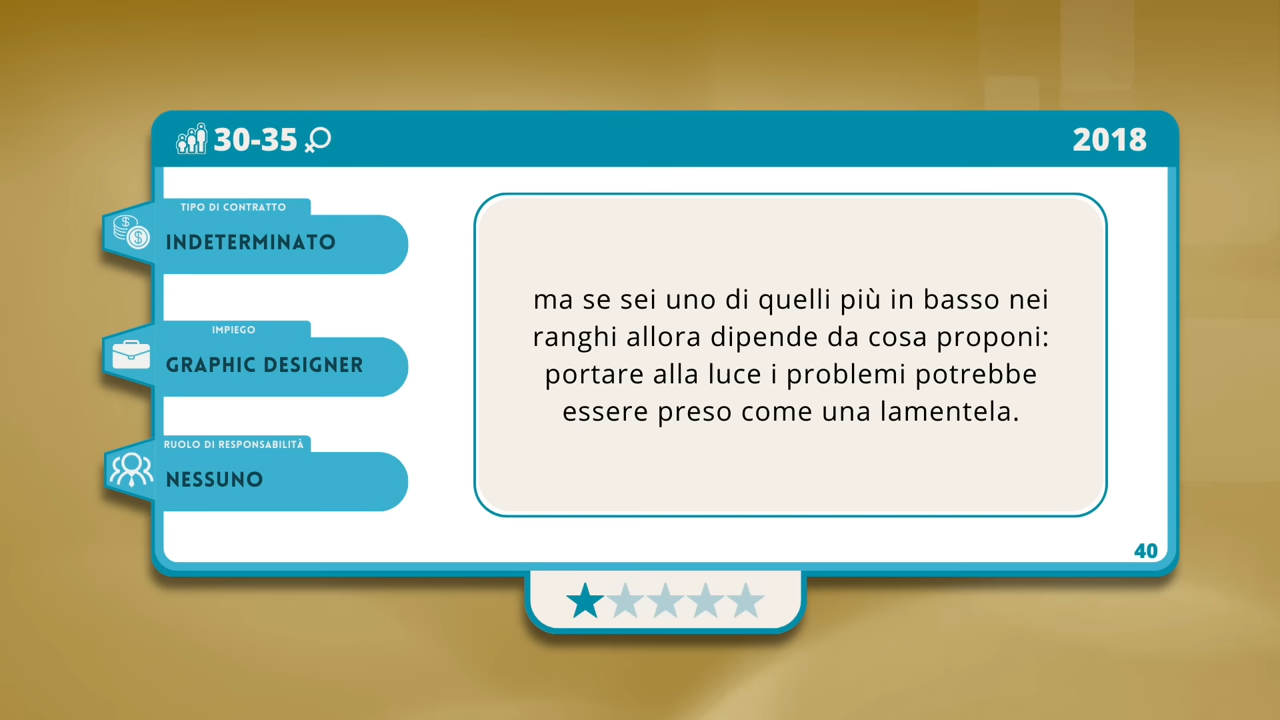 30-35
2018
TIPO DI CONTRATTO
INDETERMINATO
IMPIEGO
GRAPHIC DESIGNER
RUOLO DI RESPONSABILITÀ
NESSUNO
ma se sei uno di quelli più in basso nei
ranghi allora dipende da cosa proponi:
portare alla luce i problemi potrebbe
essere preso come una lamentela.
40